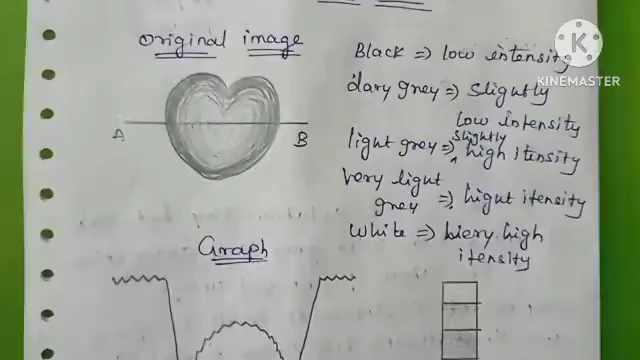 original image
A
B
Black => low intensity
dary grey => slightly
low intensity
light grey => slightly high itensity
very light
grey => hight itensity
white => biery high
itensity
Graph
K
KINEMASTER